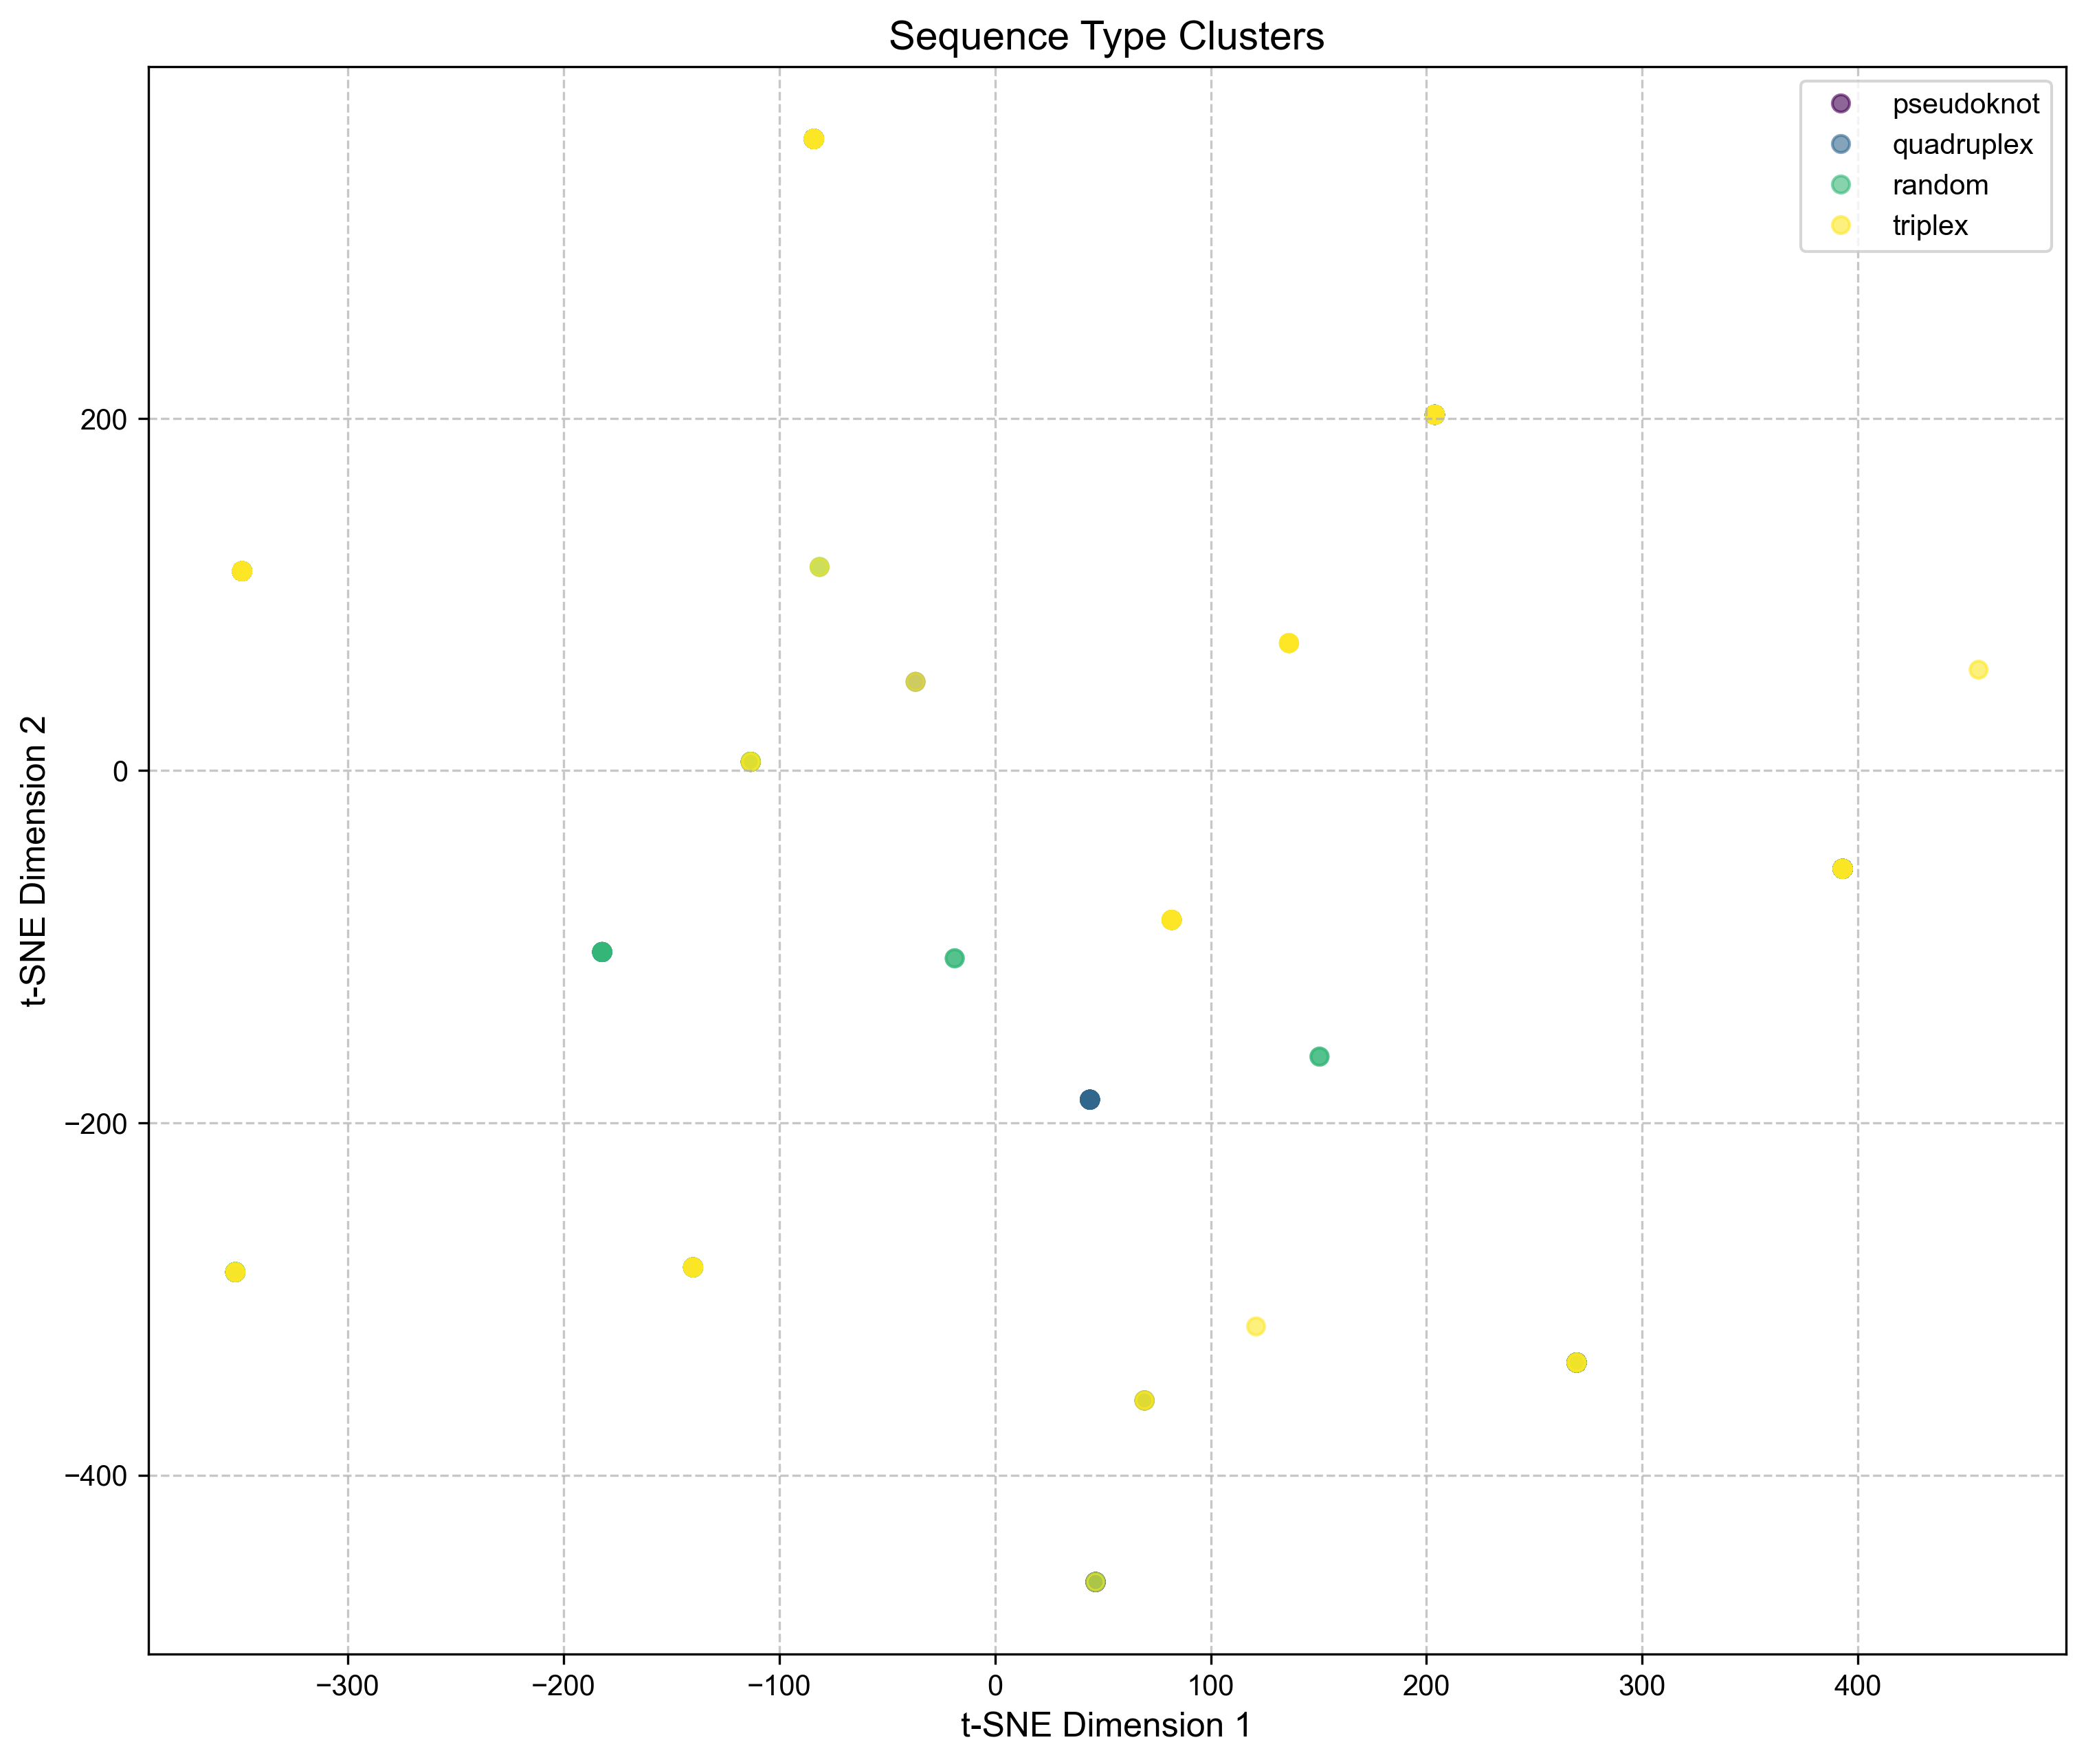 Sequence Type Clusters
pseudoknot
quadruplex
random
triplex
t-SNE Dimension 2
200
0
−200
−400
−300
−200
−100
0
100
200
300
400
t-SNE Dimension 1